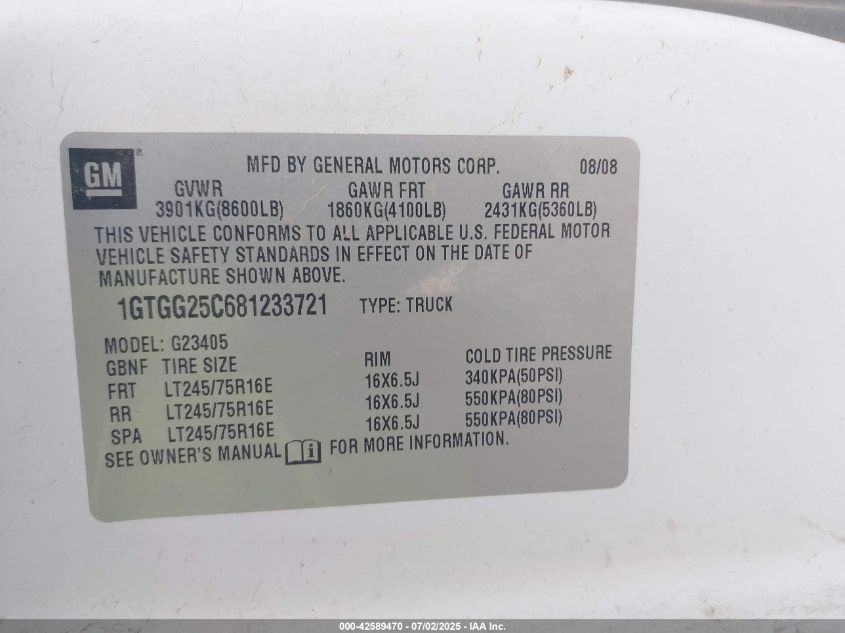 GM® MFD BY GENERAL MOTORS CORP. 08/08
GVWR GAWR FRT GAWR RR
3901KG(8600LB) 1860KG(4100LB) 2431KG(5360LB)
THIS VEHICLE CONFORMS TO ALL APPLICABLE U.S. FEDERAL MOTOR
VEHICLE SAFETY STANDARDS IN EFFECT ON THE DATE OF
MANUFACTURE SHOWN ABOVE.
1GTGG25C681233721 TYPE: TRUCK
MODEL: G23405
GBNF TIRE SIZE RIM COLD TIRE PRESSURE
FRT LT245/75R16E 16X6.5J 340KPA(50PSI)
RR LT245/75R16E 16X6.5J 550KPA(80PSI)
SPA LT245/75R16E 16X6.5J 550KPA(80PSI)
SEE OWNER'S MANUAL i FOR MORE INFORMATION.
000-42589470 - 07/02/2025 - IAA Inc.